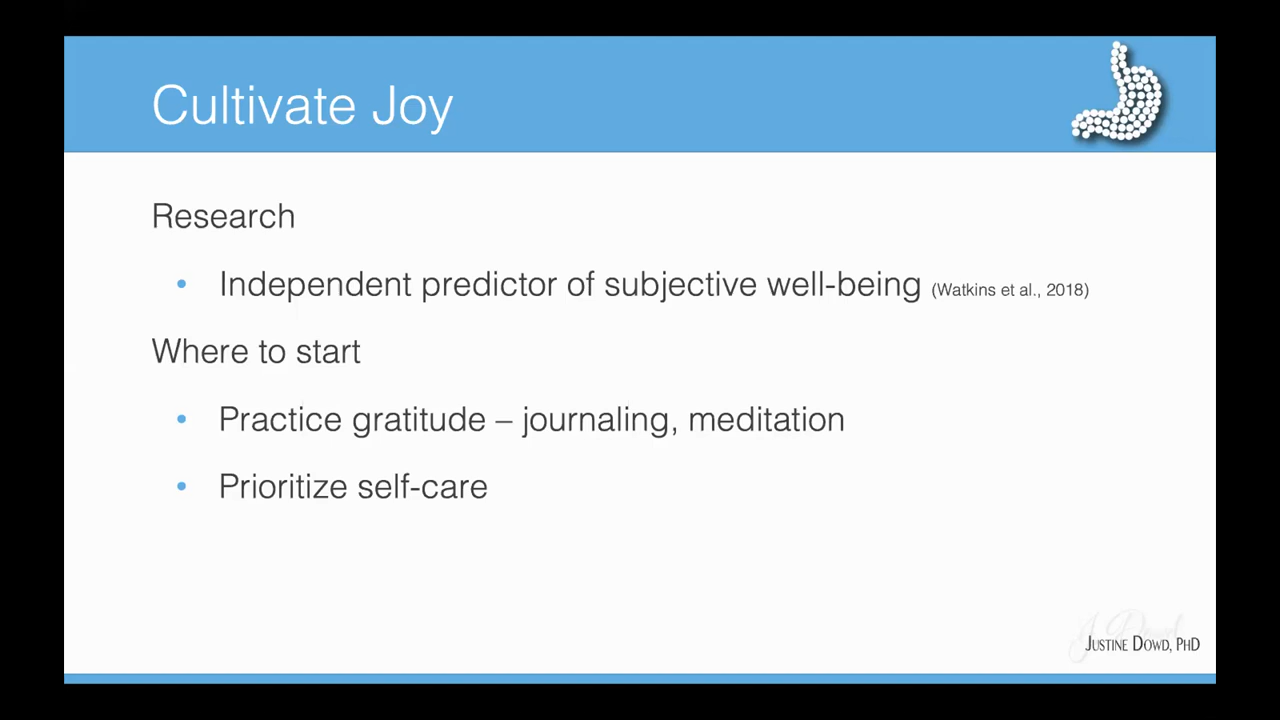 Cultivate Joy
Research
• Independent predictor of subjective well-being (Watkins et al., 2018)
Where to start
• Practice gratitude – journaling, meditation
• Prioritize self-care
J Dowd
JUSTINE DOWD, PHD